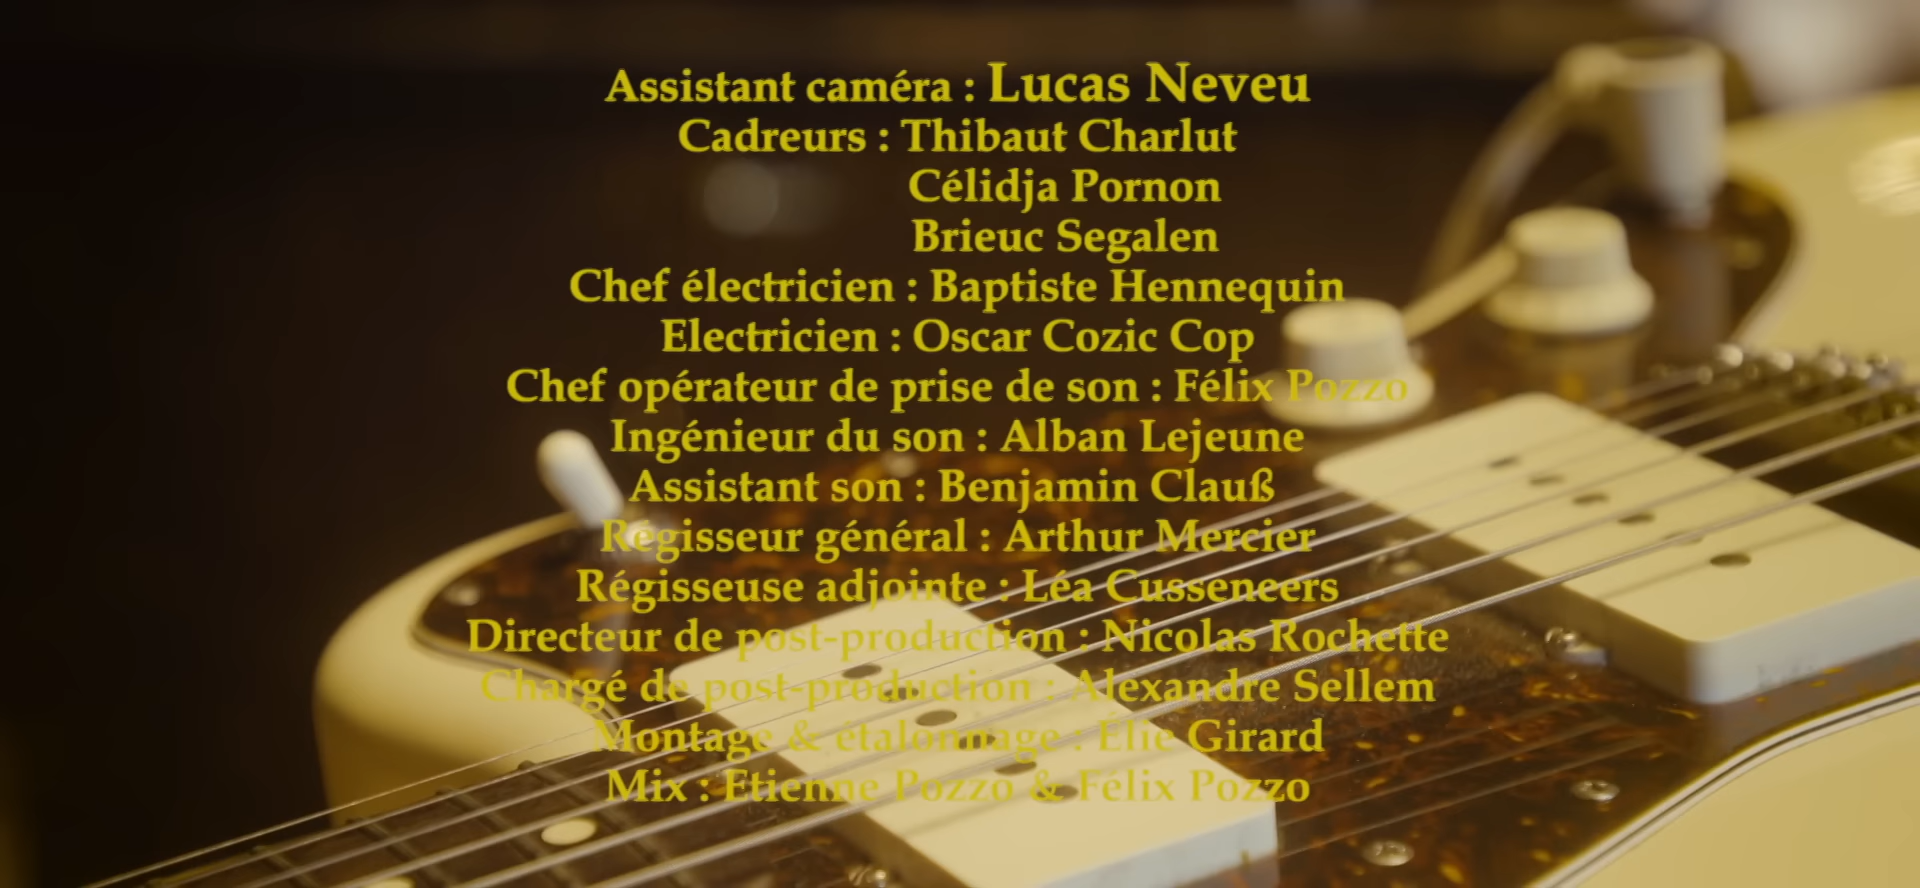 Assistant caméra : Lucas Neveu
Cadreurs : Thibaut Charlut
Célidja Pornon
Brieuc Segalen
Chef électricien : Baptiste Hennequin
Electricien : Oscar Cozic Cop
Chef opérateur de prise de son : Félix Pozzo
Ingénieur du son : Alban Lejeune
Assistant son : Benjamin Clauß
Régisseur général : Arthur Mercier
Régisseuse adjointe : Léa Cusseneers
Directeur de post-production : Nicolas Rochette
Chargé de post-production : Alexandre Sellem
Montage & étalonnage : Elie Girard
Mix : Etienne Pozzo & Félix Pozzo